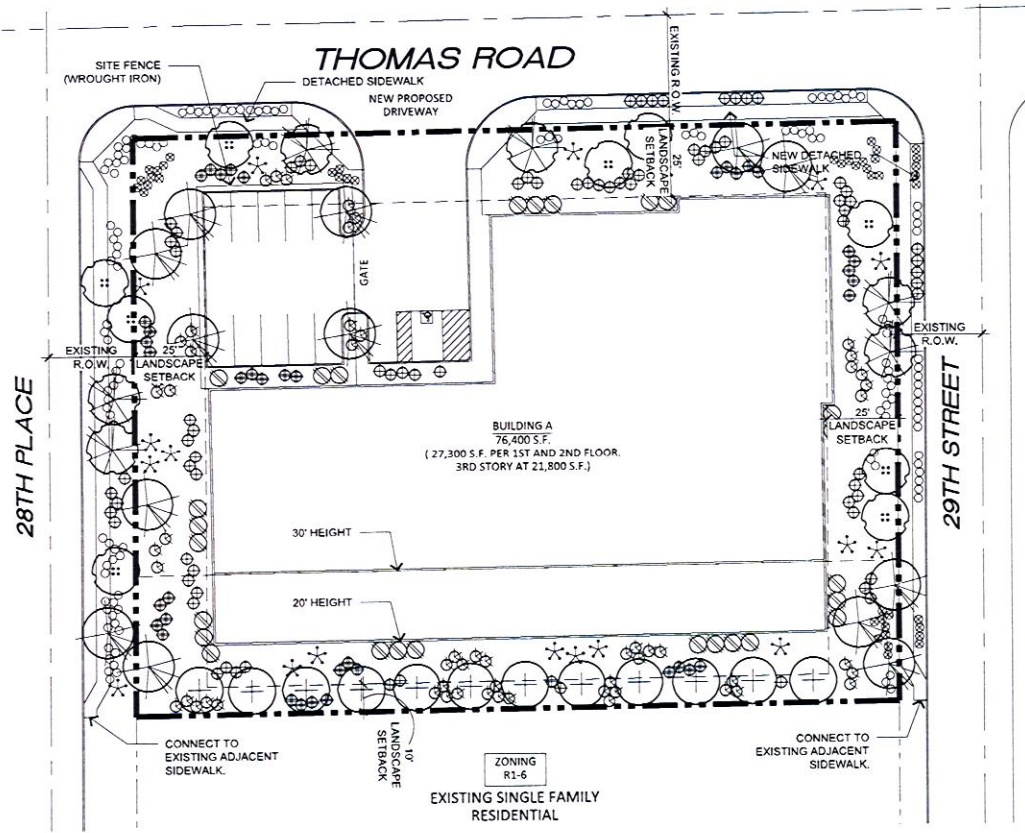 THOMAS ROAD
SITE FENCE
(WROUGHT IRON)
DETACHED SIDEWALK
NEW PROPOSED
DRIVEWAY
EXISTING R.O.W.
25'
LANDSCAPE
SETBACK
NEW DETACHED
SIDEWALK
GATE
EXISTING
R.O.W.
25'
LANDSCAPE
SETBACK
EXISTING
R.O.W.
28TH PLACE
29TH STREET
25'
LANDSCAPE
SETBACK
BUILDING A
76,400 S.F.
( 27,300 S.F. PER 1ST AND 2ND FLOOR.
3RD STORY AT 21,800 S.F.)
30' HEIGHT
20' HEIGHT
10'
LANDSCAPE
SETBACK
CONNECT TO
EXISTING ADJACENT
SIDEWALK.
CONNECT TO
EXISTING ADJACENT
SIDEWALK.
ZONING
R1-6
EXISTING SINGLE FAMILY
RESIDENTIAL